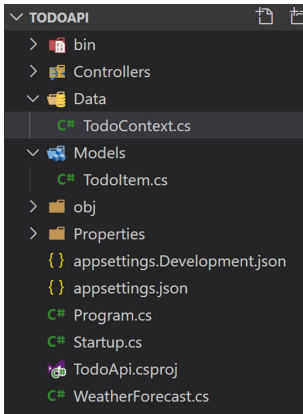 TODOAPI
bin
Controllers
Data
C# TodoContext.cs
Models
C# TodoItem.cs
obj
Properties
{ } appsettings.Development.json
{ } appsettings.json
C# Program.cs
C# Startup.cs
TodoApi.csproj
C# WeatherForecast.cs